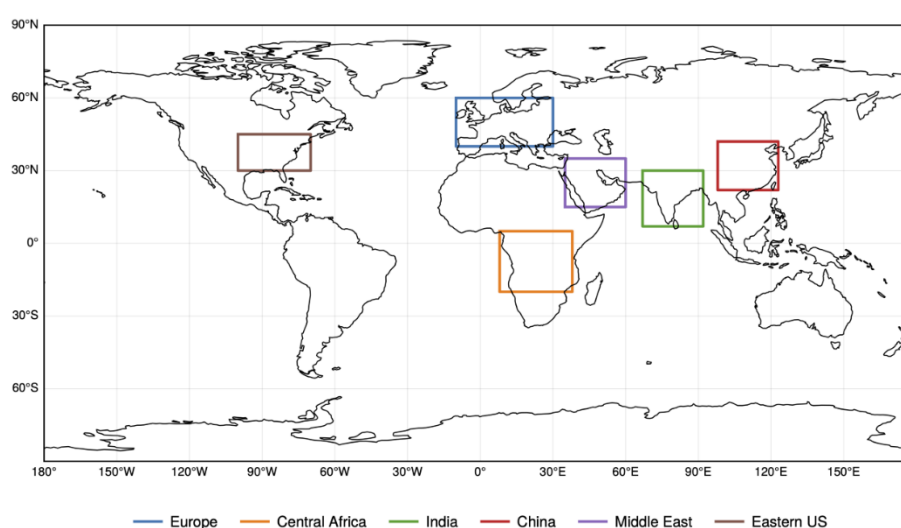 90°N
60°N
30°N
0°
30°S
60°S
180° 150°W 120°W 90°W 60°W 30°W 0° 30°E 60°E 90°E 120°E 150°E
Europe Central Africa India China Middle East Eastern US